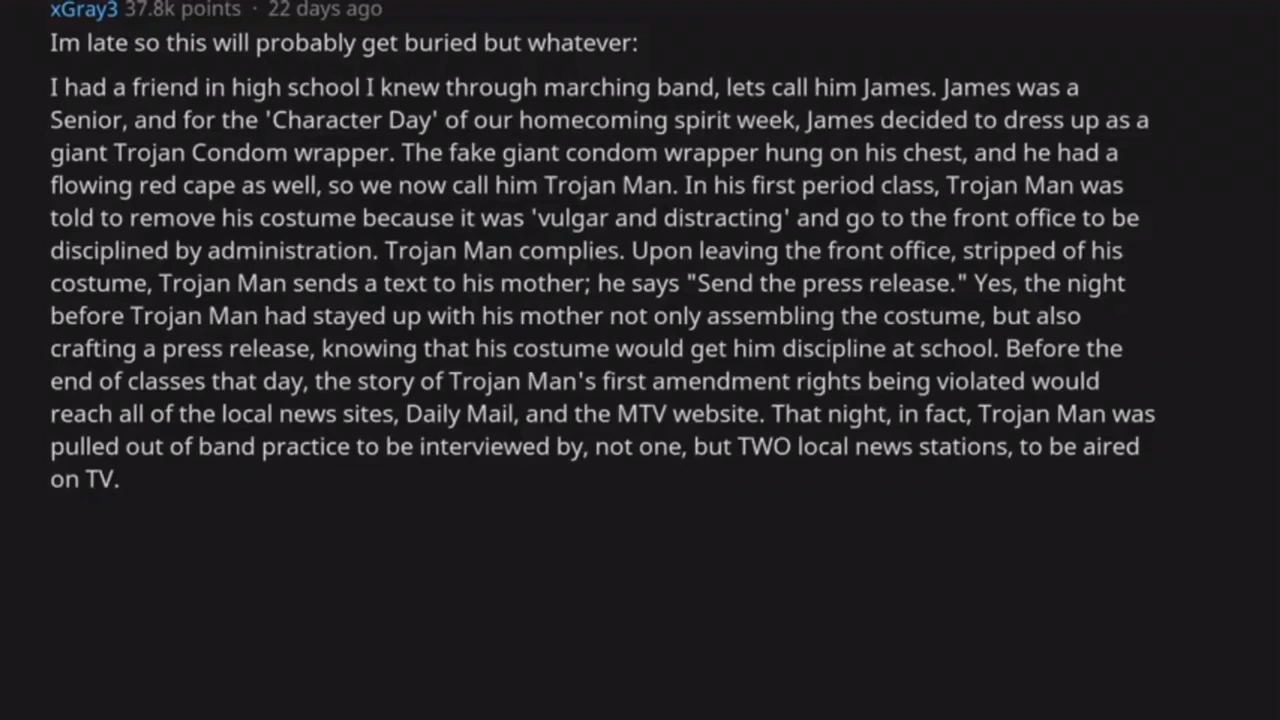 xGray3 37.8k points · 22 days ago
Im late so this will probably get buried but whatever:
I had a friend in high school I knew through marching band, lets call him James. James was a
Senior, and for the 'Character Day' of our homecoming spirit week, James decided to dress up as a
giant Trojan Condom wrapper. The fake giant condom wrapper hung on his chest, and he had a
flowing red cape as well, so we now call him Trojan Man. In his first period class, Trojan Man was
told to remove his costume because it was 'vulgar and distracting' and go to the front office to be
disciplined by administration. Trojan Man complies. Upon leaving the front office, stripped of his
costume, Trojan Man sends a text to his mother; he says "Send the press release." Yes, the night
before Trojan Man had stayed up with his mother not only assembling the costume, but also
crafting a press release, knowing that his costume would get him discipline at school. Before the
end of classes that day, the story of Trojan Man's first amendment rights being violated would
reach all of the local news sites, Daily Mail, and the MTV website. That night, in fact, Trojan Man was
pulled out of band practice to be interviewed by, not one, but TWO local news stations, to be aired
on TV.